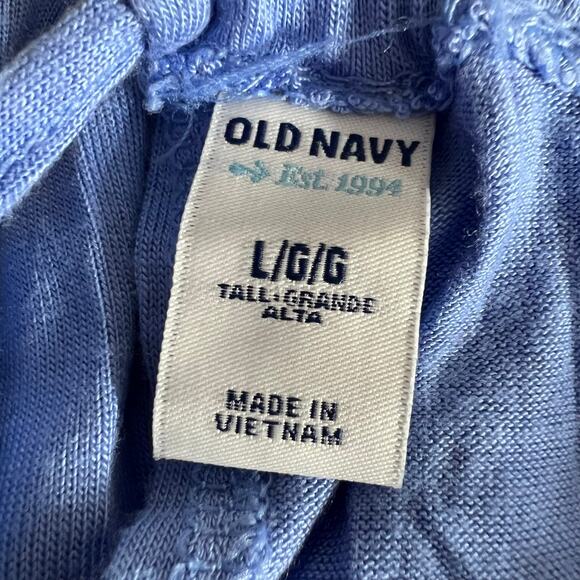 OLD NAVY
Est. 1994
L/G/G
TALL·GRANDE
ALTA
MADE IN
VIETNAM